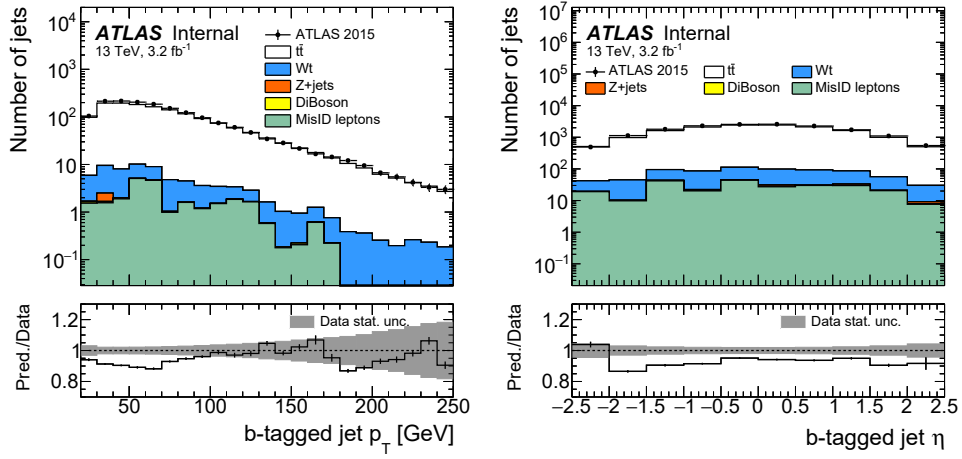 ATLAS Internal
13 TeV, 3.2 fb⁻¹
ATLAS 2015
tt̄
Wt
Z+jets
DiBoson
MisID leptons
Number of jets
10²
10
1
10⁻¹
Data stat. unc.
Pred./Data
1.2
1
0.8
50 100 150 200 250
b-tagged jet p_T [GeV]
ATLAS Internal
13 TeV, 3.2 fb⁻¹
ATLAS 2015 tt̄ Wt
Z+jets DiBoson MisID leptons
Number of jets
10⁷
10⁶
10⁵
10⁴
10³
10²
10
1
10⁻¹
Data stat. unc.
Pred./Data
1.2
1
0.8
−2.5 −2 −1.5 −1 −0.5 0 0.5 1 1.5 2 2.5
b-tagged jet η